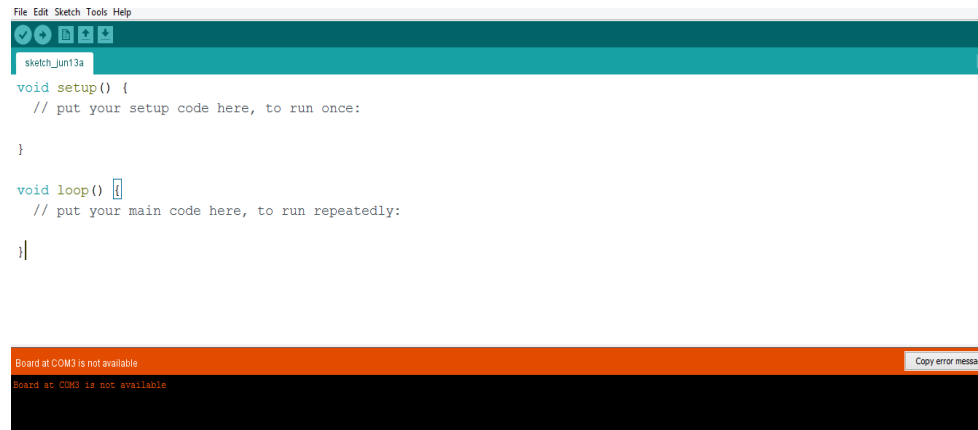 File Edit Sketch Tools Help
sketch_jun13a
void setup() {
// put your setup code here, to run once:
}
void loop() {
// put your main code here, to run repeatedly:
}
Board at COM3 is not available
Copy error messa
Board at COM3 is not available